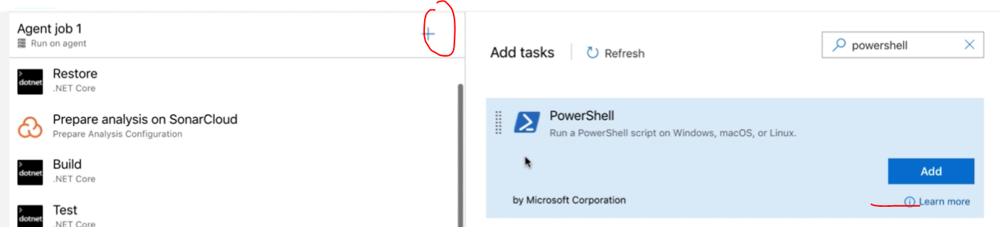 Agent job 1
Run on agent
Restore
.NET Core
Prepare analysis on SonarCloud
Prepare Analysis Configuration
Build
.NET Core
Test
.NET Core
Add tasks
Refresh
powershell
PowerShell
Run a PowerShell script on Windows, macOS, or Linux.
Add
by Microsoft Corporation
Learn more
dotnet
dotnet
dotnet